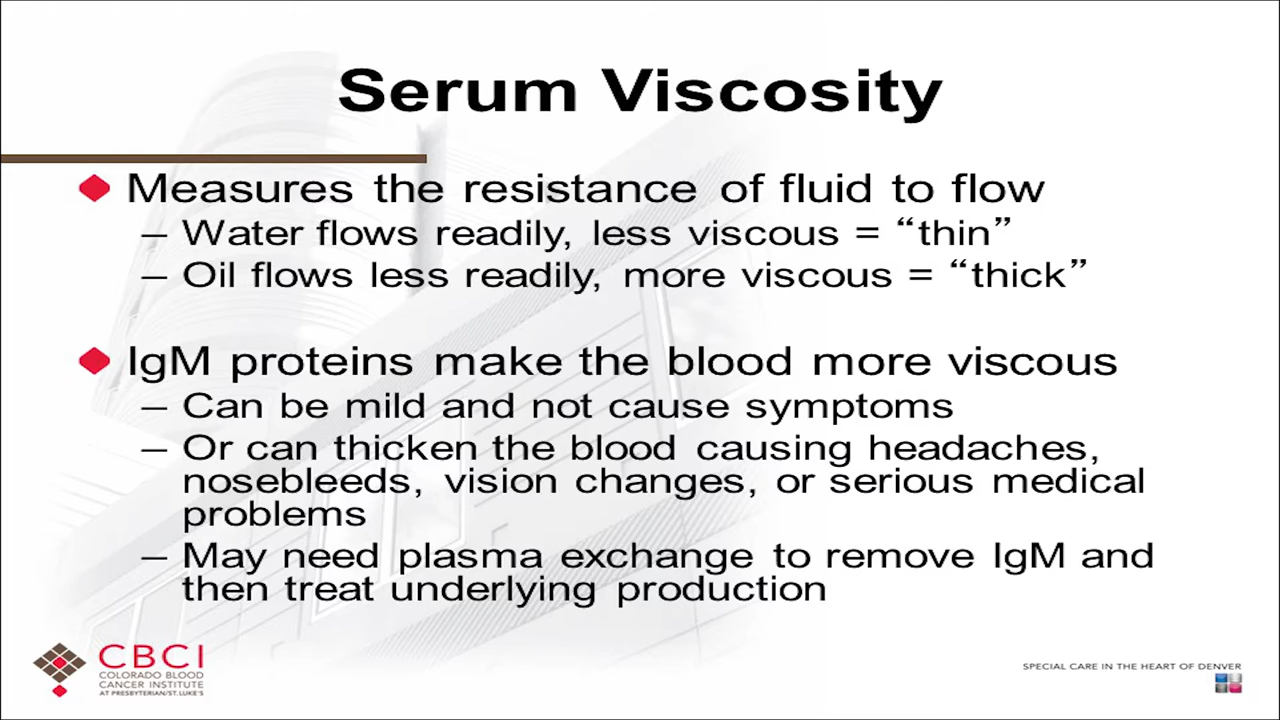 Serum Viscosity
Measures the resistance of fluid to flow
– Water flows readily, less viscous = “thin”
– Oil flows less readily, more viscous = “thick”
IgM proteins make the blood more viscous
– Can be mild and not cause symptoms
– Or can thicken the blood causing headaches,
nosebleeds, vision changes, or serious medical
problems
– May need plasma exchange to remove IgM and
then treat underlying production
CBCI
COLORADO BLOOD
CANCER INSTITUTE
AT PRESBYTERIAN/ST. LUKE'S
SPECIAL CARE IN THE HEART OF DENVER